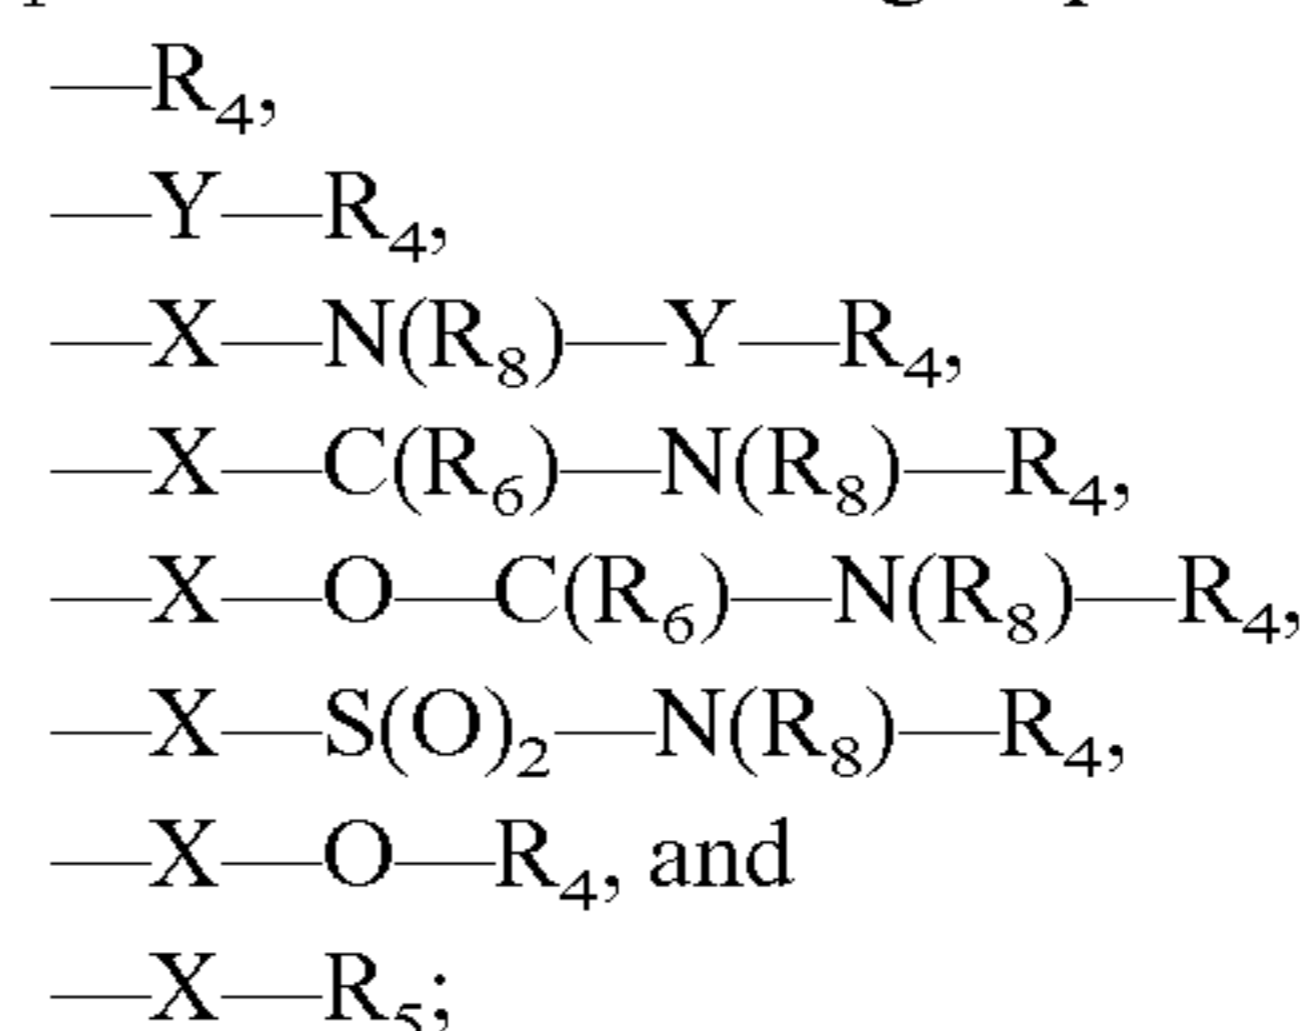 —R₄,
—Y—R₄,
—X—N(R₈)—Y—R₄,
—X—C(R₆)—N(R₈)—R₄,
—X—O—C(R₆)—N(R₈)—R₄,
—X—S(O)₂—N(R₈)—R₄,
—X—O—R₄, and
—X—R₅;